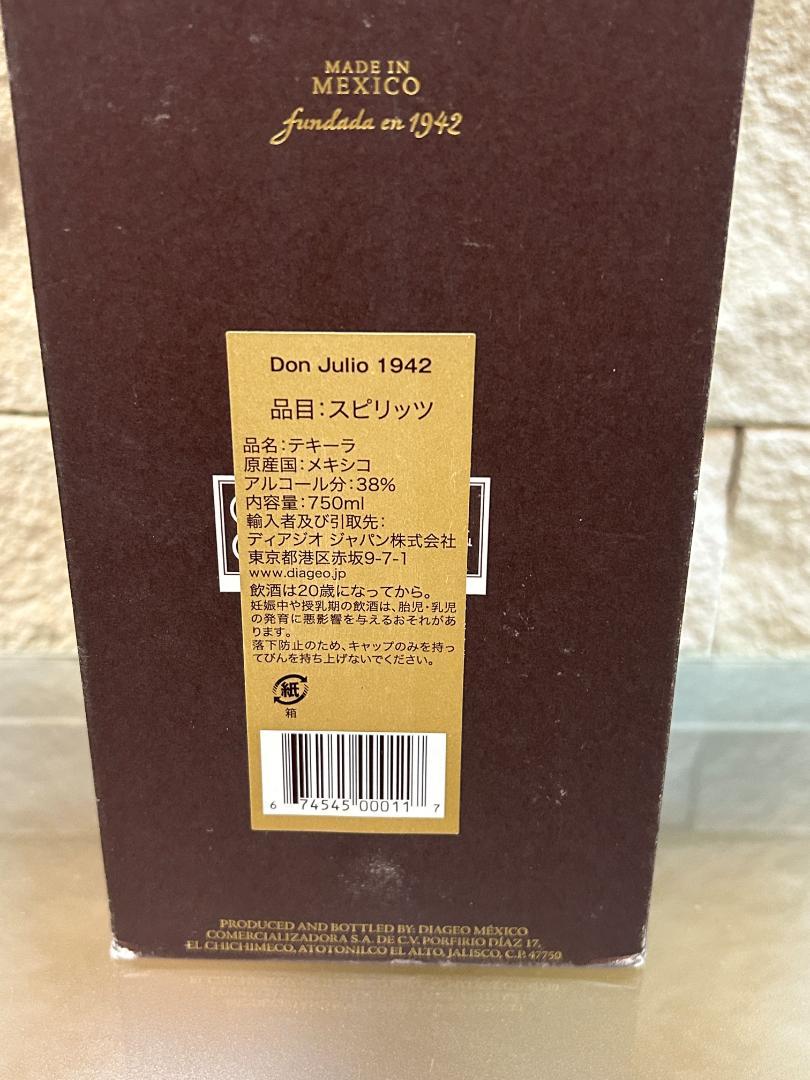 MADE IN
MEXICO
fundada en 1942
Don Julio 1942
品目：スピリッツ
品名：テキーラ
原産国：メキシコ
アルコール分：38%
内容量：750ml
輸入者及び引取先：
ディアジオ ジャパン株式会社
東京都港区赤坂9-7-1
www.diageo.jp
飲酒は20歳になってから。
妊娠中や授乳期の飲酒は、胎児・乳児
の発育に悪影響を与えるおそれがあ
ります。
落下防止のため、キャップのみを持っ
てびんを持ち上げないでください。
紙
箱
6 74545 00011 7
PRODUCED AND BOTTLED BY: DIAGEO MÉXICO
COMERCIALIZADORA S.A. DE C.V. PORFIRIO DÍAZ 17,
EL CHICHIMECO, ATOTONILCO EL ALTO, JALISCO, C.P. 47750